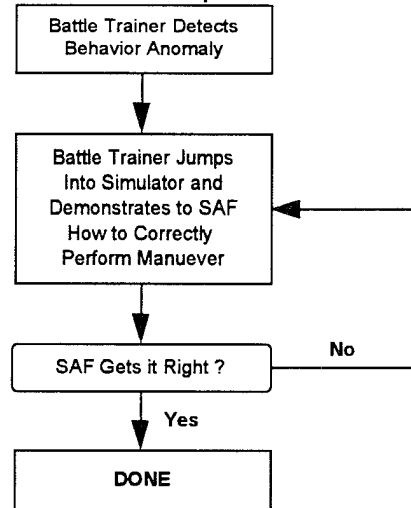 Battle Trainer Detects
Behavior Anomaly
Battle Trainer Jumps
Into Simulator and
Demonstrates to SAF
How to Correctly
Perform Manuever
SAF Gets it Right ?
No
Yes
DONE